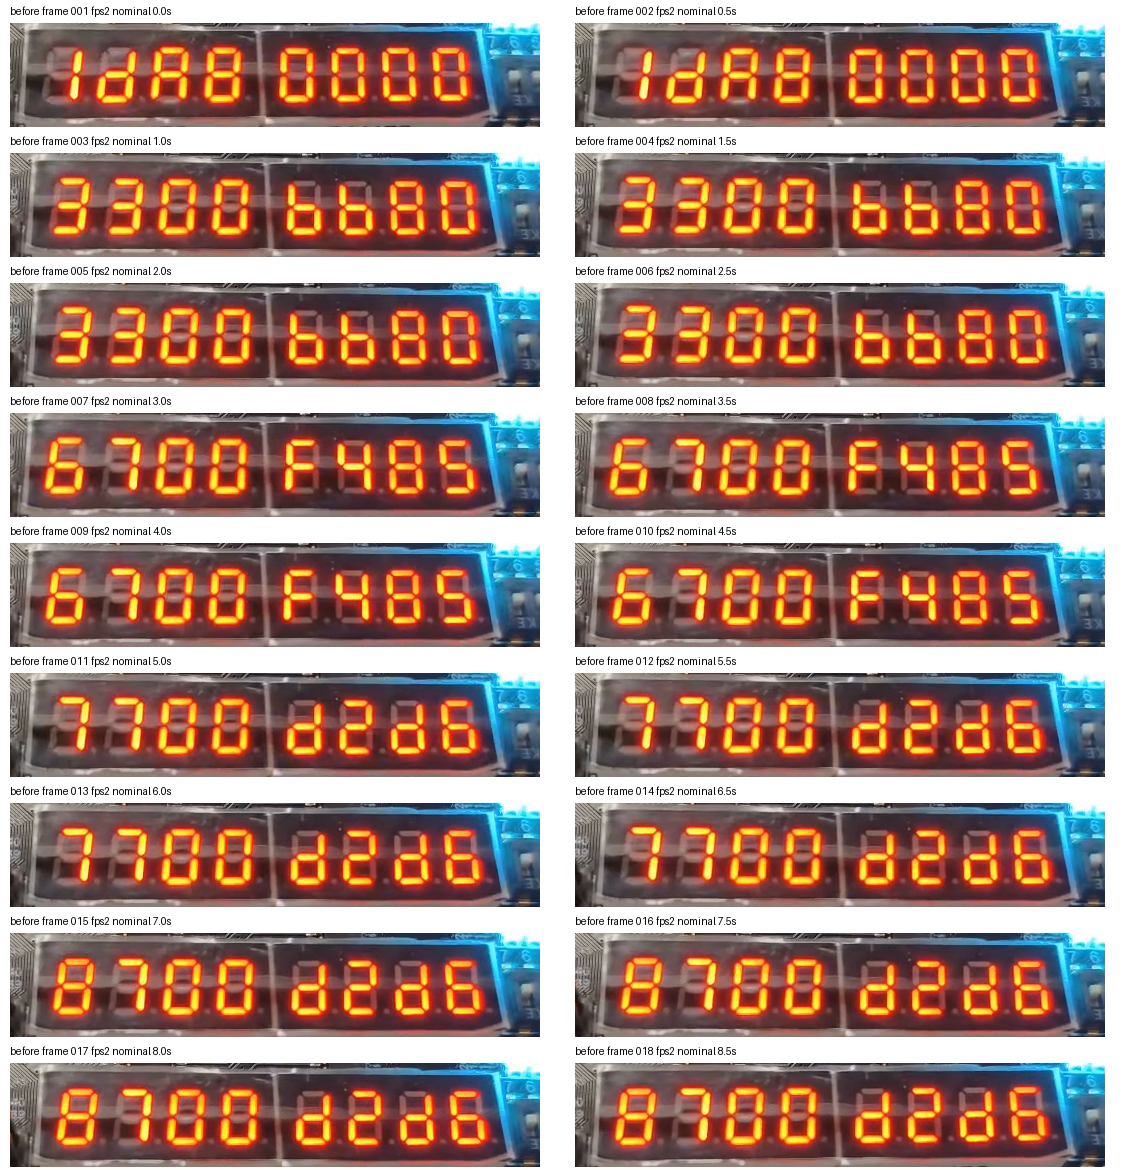 before frame 001 fps2 nominal 0.0s
1dA8 0000
before frame 002 fps2 nominal 0.5s
1dA8 0000
before frame 003 fps2 nominal 1.0s
3300 bb80
before frame 004 fps2 nominal 1.5s
3300 bb80
before frame 005 fps2 nominal 2.0s
3300 bb80
before frame 006 fps2 nominal 2.5s
3300 bb80
before frame 007 fps2 nominal 3.0s
6700 F485
before frame 008 fps2 nominal 3.5s
6700 F485
before frame 009 fps2 nominal 4.0s
6700 F485
before frame 010 fps2 nominal 4.5s
6700 F485
before frame 011 fps2 nominal 5.0s
7700 d2d6
before frame 012 fps2 nominal 5.5s
7700 d2d6
before frame 013 fps2 nominal 6.0s
7700 d2d6
before frame 014 fps2 nominal 6.5s
7700 d2d6
before frame 015 fps2 nominal 7.0s
8700 d2d6
before frame 016 fps2 nominal 7.5s
8700 d2d6
before frame 017 fps2 nominal 8.0s
8700 d2d6
before frame 018 fps2 nominal 8.5s
8700 d2d6